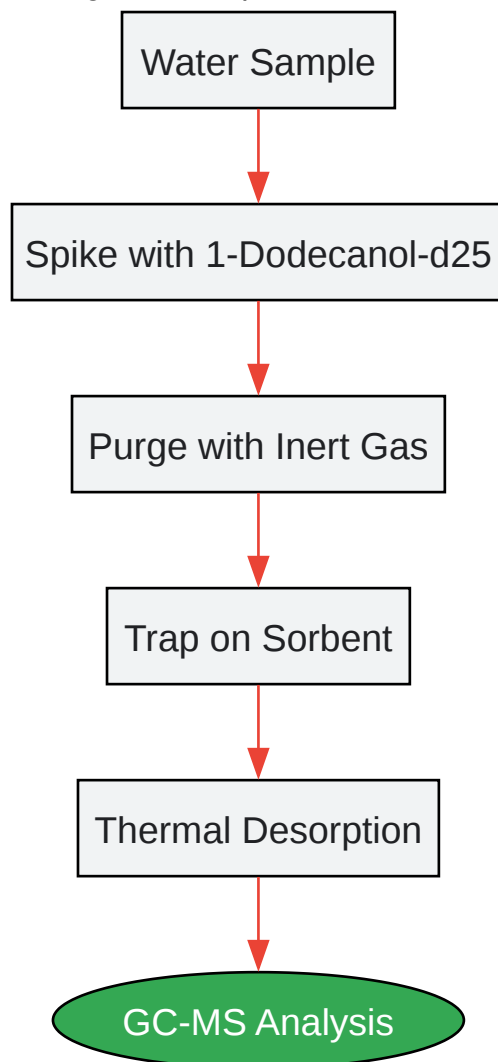 Water Sample
Spike with 1-Dodecanol-d25
Purge with Inert Gas
Trap on Sorbent
Thermal Desorption
GC-MS Analysis